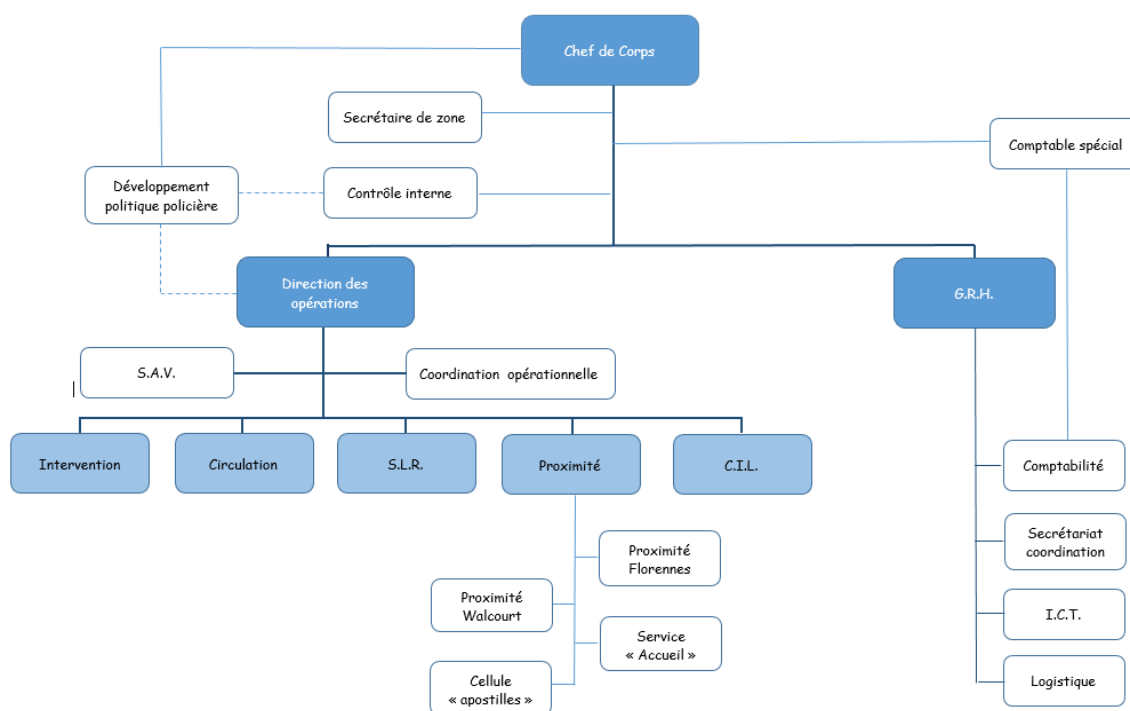 Chef de Corps
Secrétaire de zone
Comptable spécial
Développement
politique policière
Contrôle interne
Direction des
opérations
G.R.H.
S.A.V.
Coordination opérationnelle
Intervention
Circulation
S.L.R.
Proximité
C.I.L.
Comptabilité
Secrétariat
coordination
Proximité
Florennes
Proximité
Walcourt
I.C.T.
Service
« Accueil »
Cellule
« apostilles »
Logistique